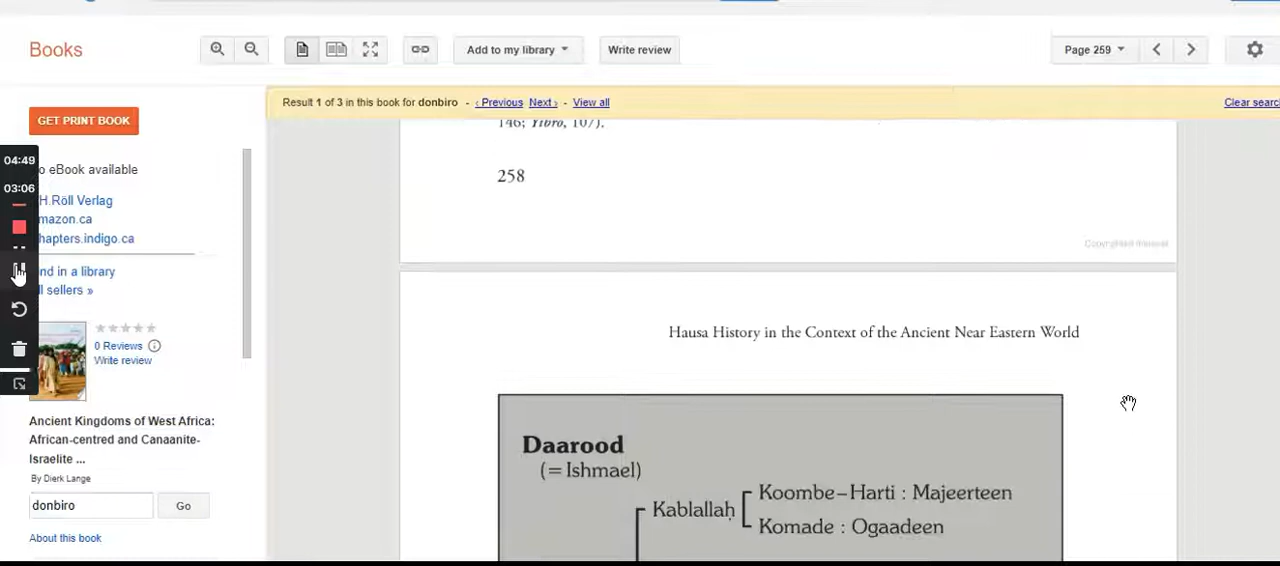 Books
Add to my library
Write review
Page 259
Result 1 of 3 in this book for donbiro - ‹ Previous Next › - View all
Clear searc
GET PRINT BOOK
04:49
03:06
o eBook available
H.Röll Verlag
mazon.ca
hapters.indigo.ca
nd in a library
ll sellers »
0 Reviews
Write review
Ancient Kingdoms of West Africa:
African-centred and Canaanite-
Israelite ...
By Dierk Lange
donbiro
Go
About this book
146; Yibro, 107).
258
Copyrighted material
Hausa History in the Context of the Ancient Near Eastern World
Daarood
(= Ishmael)
Kablallaḥ
Koombe-Harti : Majeerteen
Komade : Ogaadeen